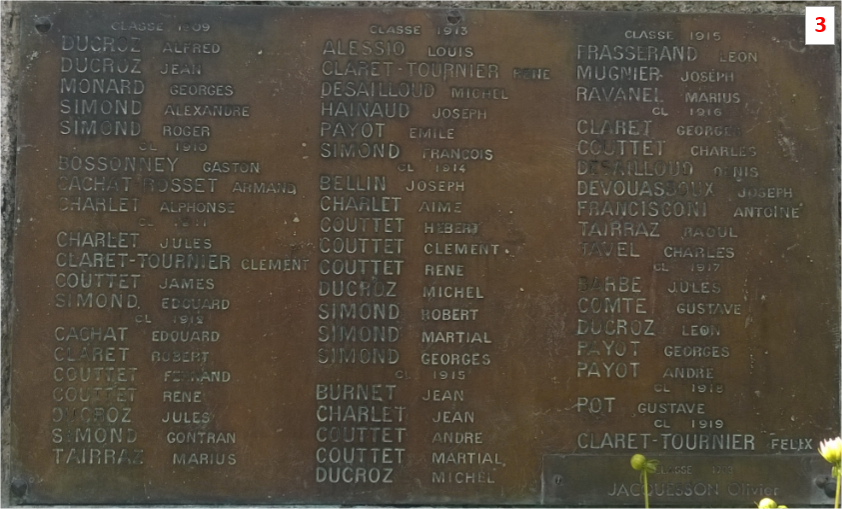 3
CLASSE 1909
DUCROZ ALFRED
DUCROZ JEAN
MONARD GEORGES
SIMOND ALEXANDRE
SIMOND ROGER
CL 1910
BOSSONNEY GASTON
CACHAT ROSSET ARMAND
CHARLET ALPHONSE
CL 1911
CHARLET JULES
CLARET-TOURNIER CLEMENT
COUTTET JAMES
SIMOND EDOUARD
CL 1912
CACHAT EDOUARD
CLARET ROBERT
COUTTET FERNAND
COUTTET RENE
DUCROZ JULES
SIMOND GONTRAN
TAIRRAZ MARIUS
CLASSE 1913
ALESSIO LOUIS
CLARET-TOURNIER RENE
DESAILLOUD MICHEL
HAINAUD JOSEPH
PAYOT EMILE
SIMOND FRANCOIS
CL 1914
BELLIN JOSEPH
CHARLET AIME
COUTTET HEBERT
COUTTET CLEMENT
COUTTET RENE
DUCROZ MICHEL
SIMOND ROBERT
SIMOND MARTIAL
SIMOND GEORGES
CL 1915
BURNET JEAN
CHARLET JEAN
COUTTET ANDRE
COUTTET MARTIAL
DUCROZ MICHEL
CLASSE 1915
FRASSERAND LEON
MUGNIER JOSEPH
RAVANEL MARIUS
CL 1916
CLARET GEORGES
COUTTET CHARLES
DESAILLOUD DENIS
DEVOUASSOUX JOSEPH
FRANCISCONI ANTOINE
TAIRRAZ RAOUL
TAVEL CHARLES
CL 1917
BARBE JULES
COMTE GUSTAVE
DUCROZ LEON
PAYOT GEORGES
PAYOT ANDRE
CL 1918
POT GUSTAVE
CL 1919
CLARET-TOURNIER FELIX
CLASSE
JACQUESSON Olivier